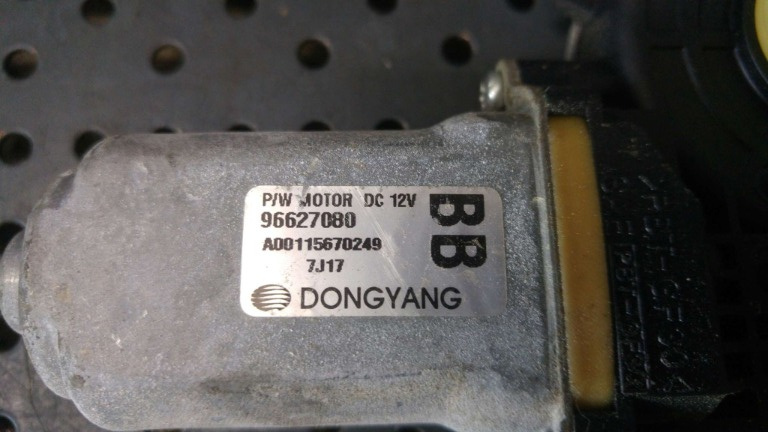 P/W MOTOR DC 12V
96627080
A00115670249
7J17
BB
DONGYANG